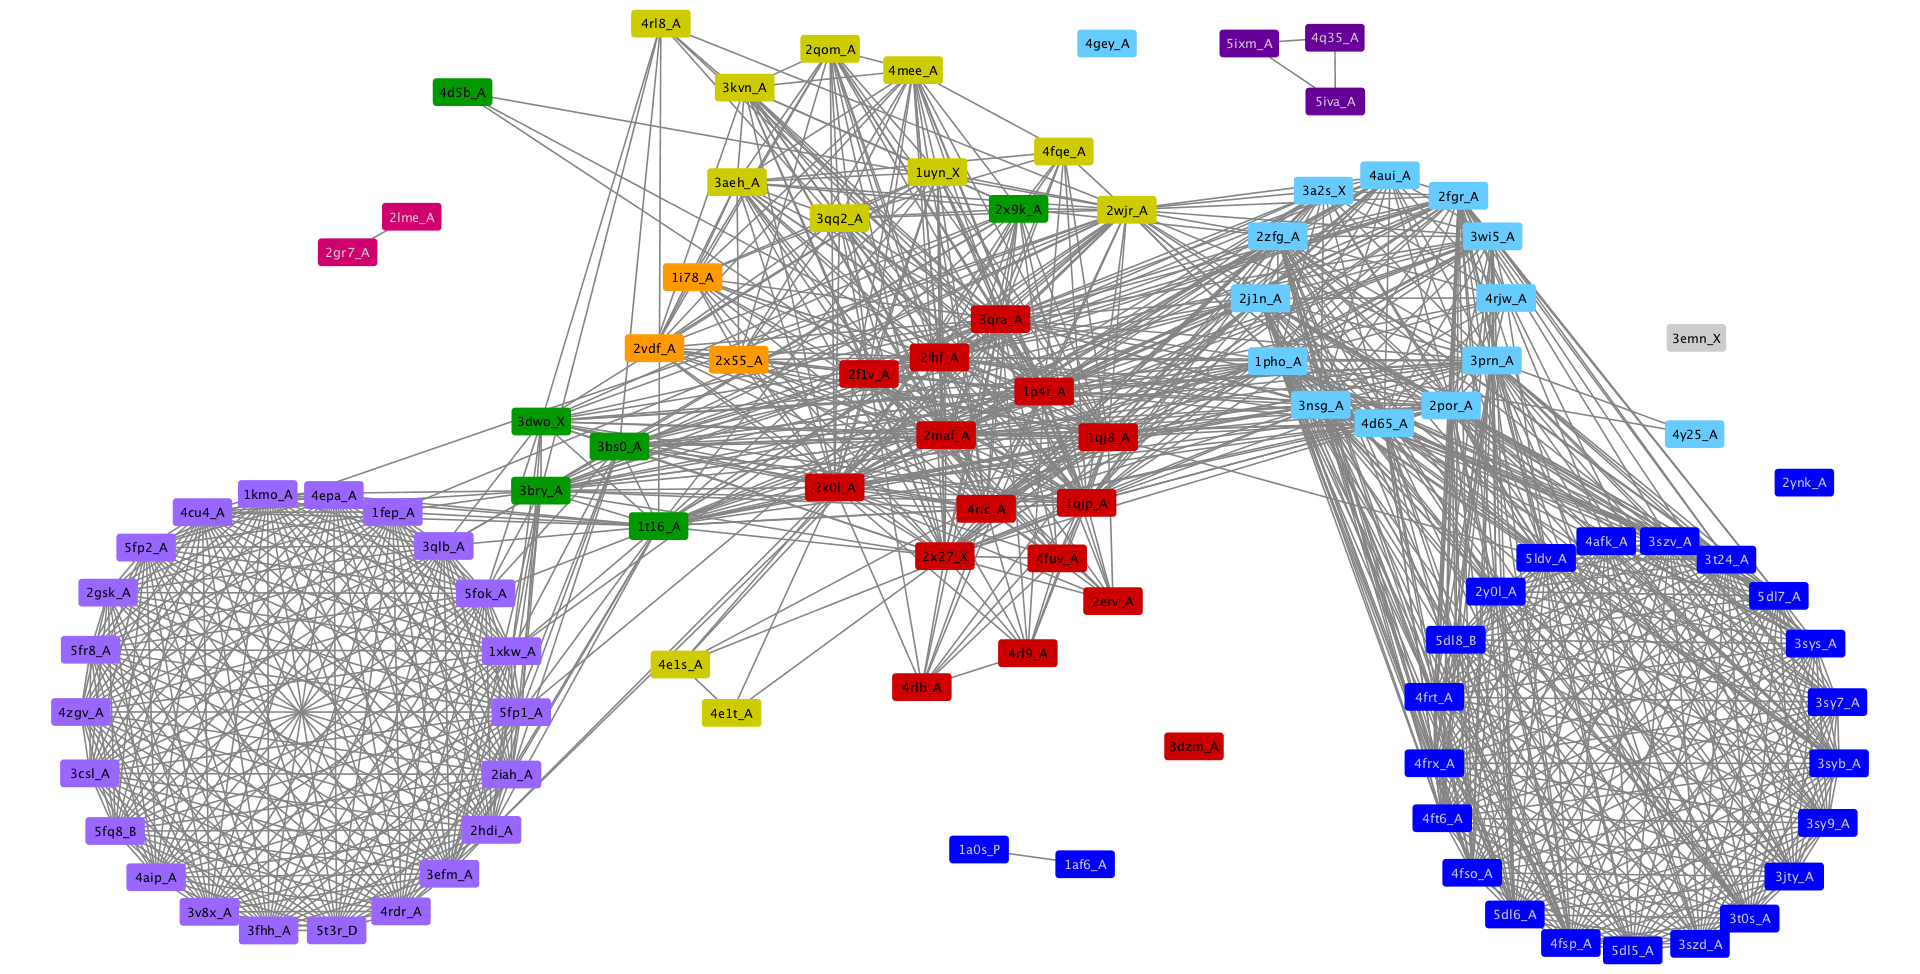 4rl8_A
2qom_A
4mee_A
3kvn_A
4gey_A
5ixm_A
4q35_A
5iva_A
4d5b_A
4fqe_A
1uyn_X
3aeh_A
3qq2_A
2x9k_A
2wjr_A
2lme_A
2gr7_A
3a2s_X
4aui_A
2fgr_A
2zfg_A
3wi5_A
2j1n_A
4rjw_A
1pho_A
3prn_A
3nsg_A
4d65_A
2por_A
4y25_A
3emn_X
1i78_A
2vdf_A
2x55_A
3qra_A
2lhf_A
2f1v_A
1p4t_A
2maf_A
1qj8_A
2k0l_A
4rlc_A
1qjp_A
2x27_X
4fuv_A
2erv_A
4rl9_A
4rlb_A
3dzm_A
3dwo_X
3bs0_A
3bry_A
1t16_A
4e1s_A
4e1t_A
1kmo_A
4epa_A
4cu4_A
1fep_A
5fp2_A
3qlb_A
2gsk_A
5fok_A
5fr8_A
1xkw_A
4zgv_A
5fp1_A
3csl_A
2iah_A
5fq8_B
2hdi_A
4aip_A
3efm_A
3v8x_A
4rdr_A
3fhh_A
5t3r_D
1a0s_P
1af6_A
2ynk_A
4afk_A
3szv_A
5ldv_A
3t24_A
2y0l_A
5dl7_A
5dl8_B
3sys_A
4frt_A
3sy7_A
4frx_A
3syb_A
4ft6_A
3sy9_A
4fso_A
3jty_A
5dl6_A
3t0s_A
4fsp_A
5dl5_A
3szd_A